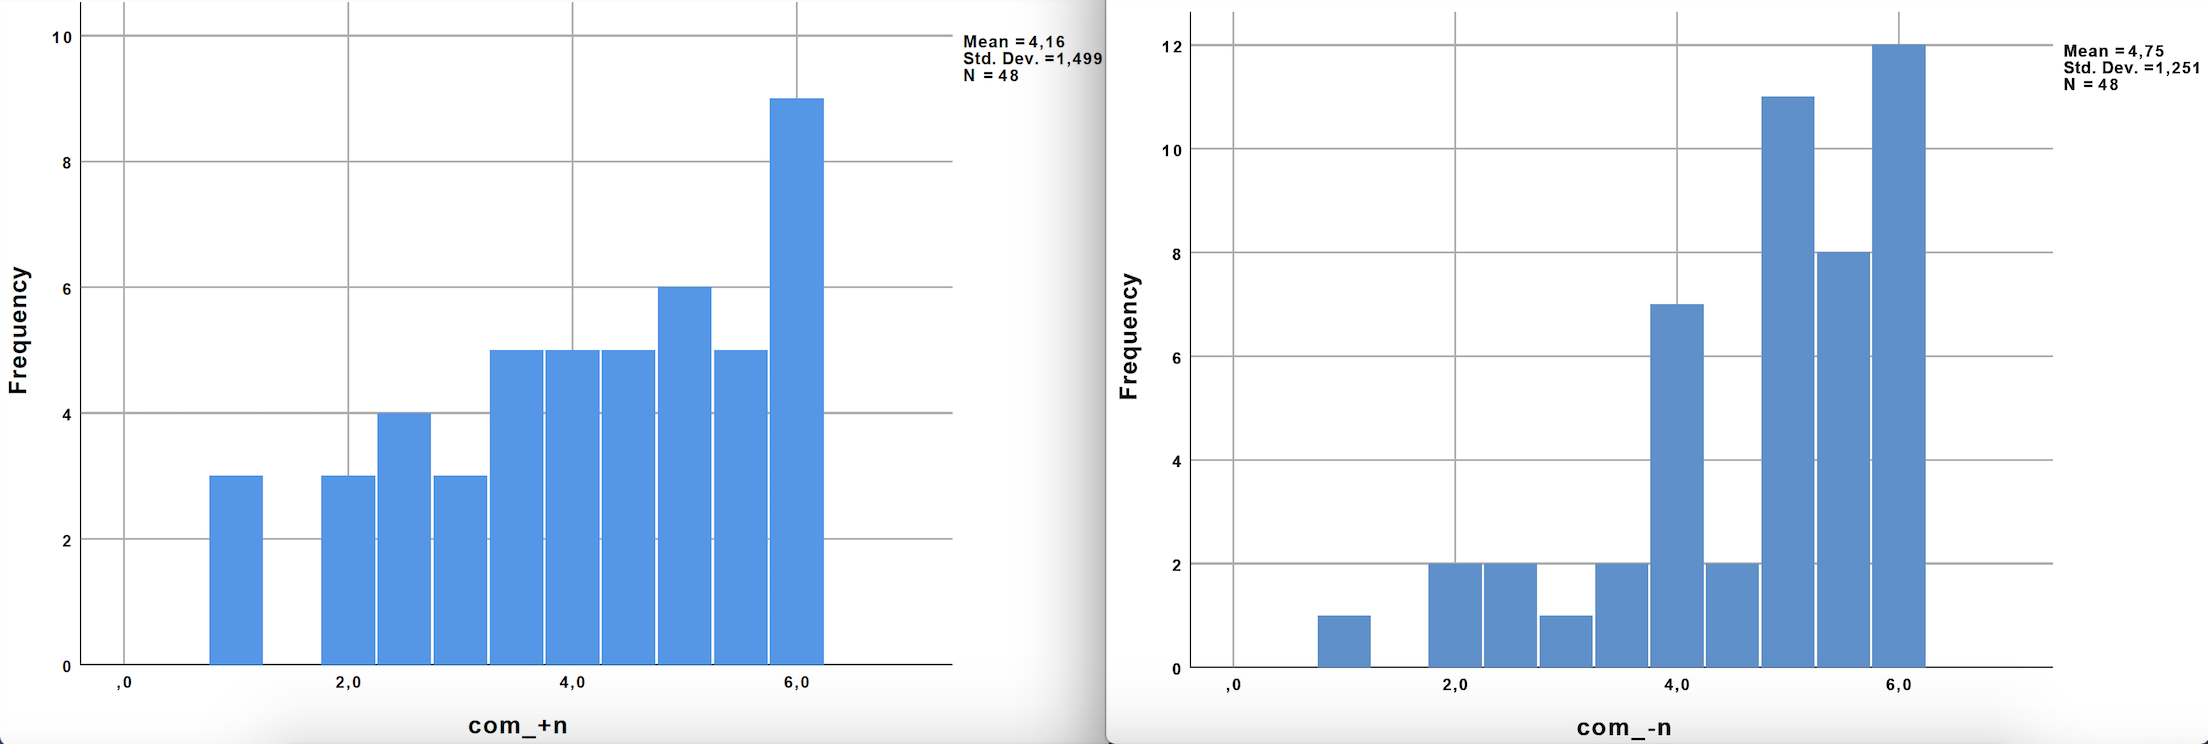 10
8
6
4
2
0
Frequency
,0
2,0
4,0
6,0
com_+n
Mean =4,16
Std. Dev. =1,499
N = 48
12
10
8
6
4
2
0
Frequency
,0
2,0
4,0
6,0
com_-n
Mean =4,75
Std. Dev. =1,251
N = 48